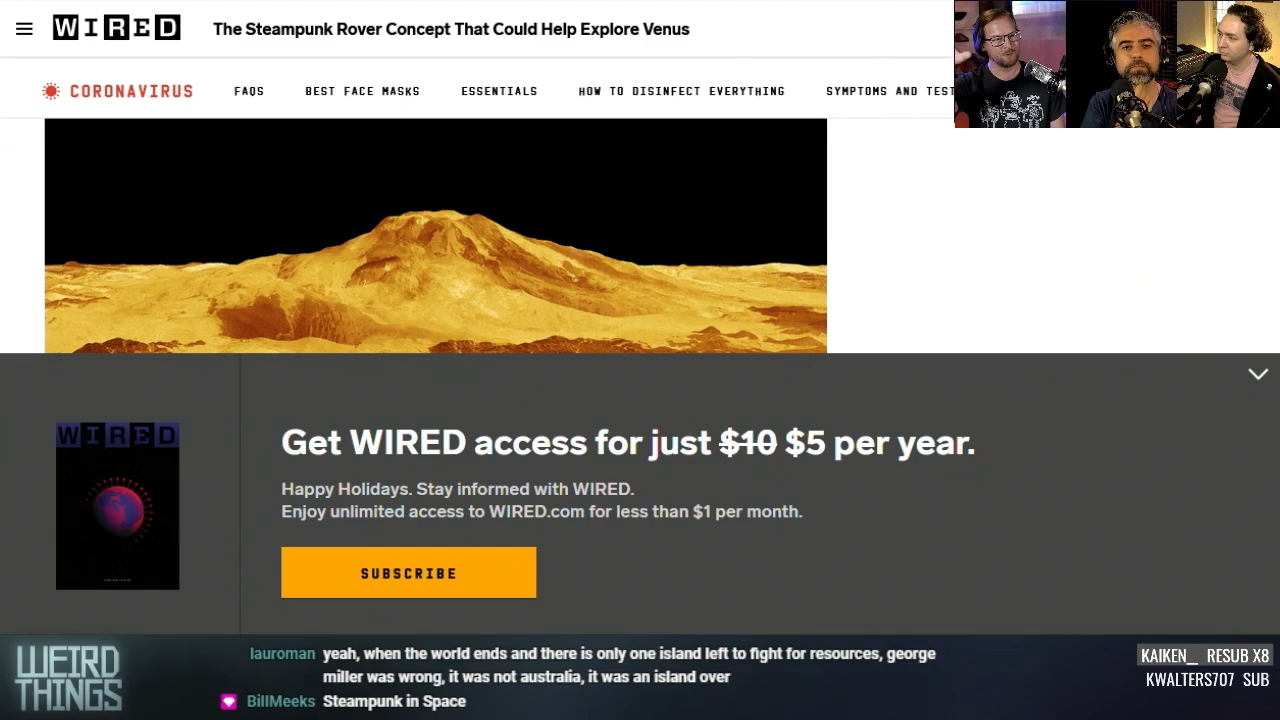 WIRED
The Steampunk Rover Concept That Could Help Explore Venus
CORONAVIRUS FAQS BEST FACE MASKS ESSENTIALS HOW TO DISINFECT EVERYTHING SYMPTOMS AND TEST
Get WIRED access for just $10 $5 per year.
WIRED
Happy Holidays. Stay informed with WIRED.
Enjoy unlimited access to WIRED.com for less than $1 per month.
SUBSCRIBE
WEIRD
THINGS
lauroman yeah, when the world ends and there is only one island left to fight for resources, george
miller was wrong, it was not australia, it was an island over
BillMeeks Steampunk in Space
KAIKEN_ RESUB X8
KWALTERS707 SUB